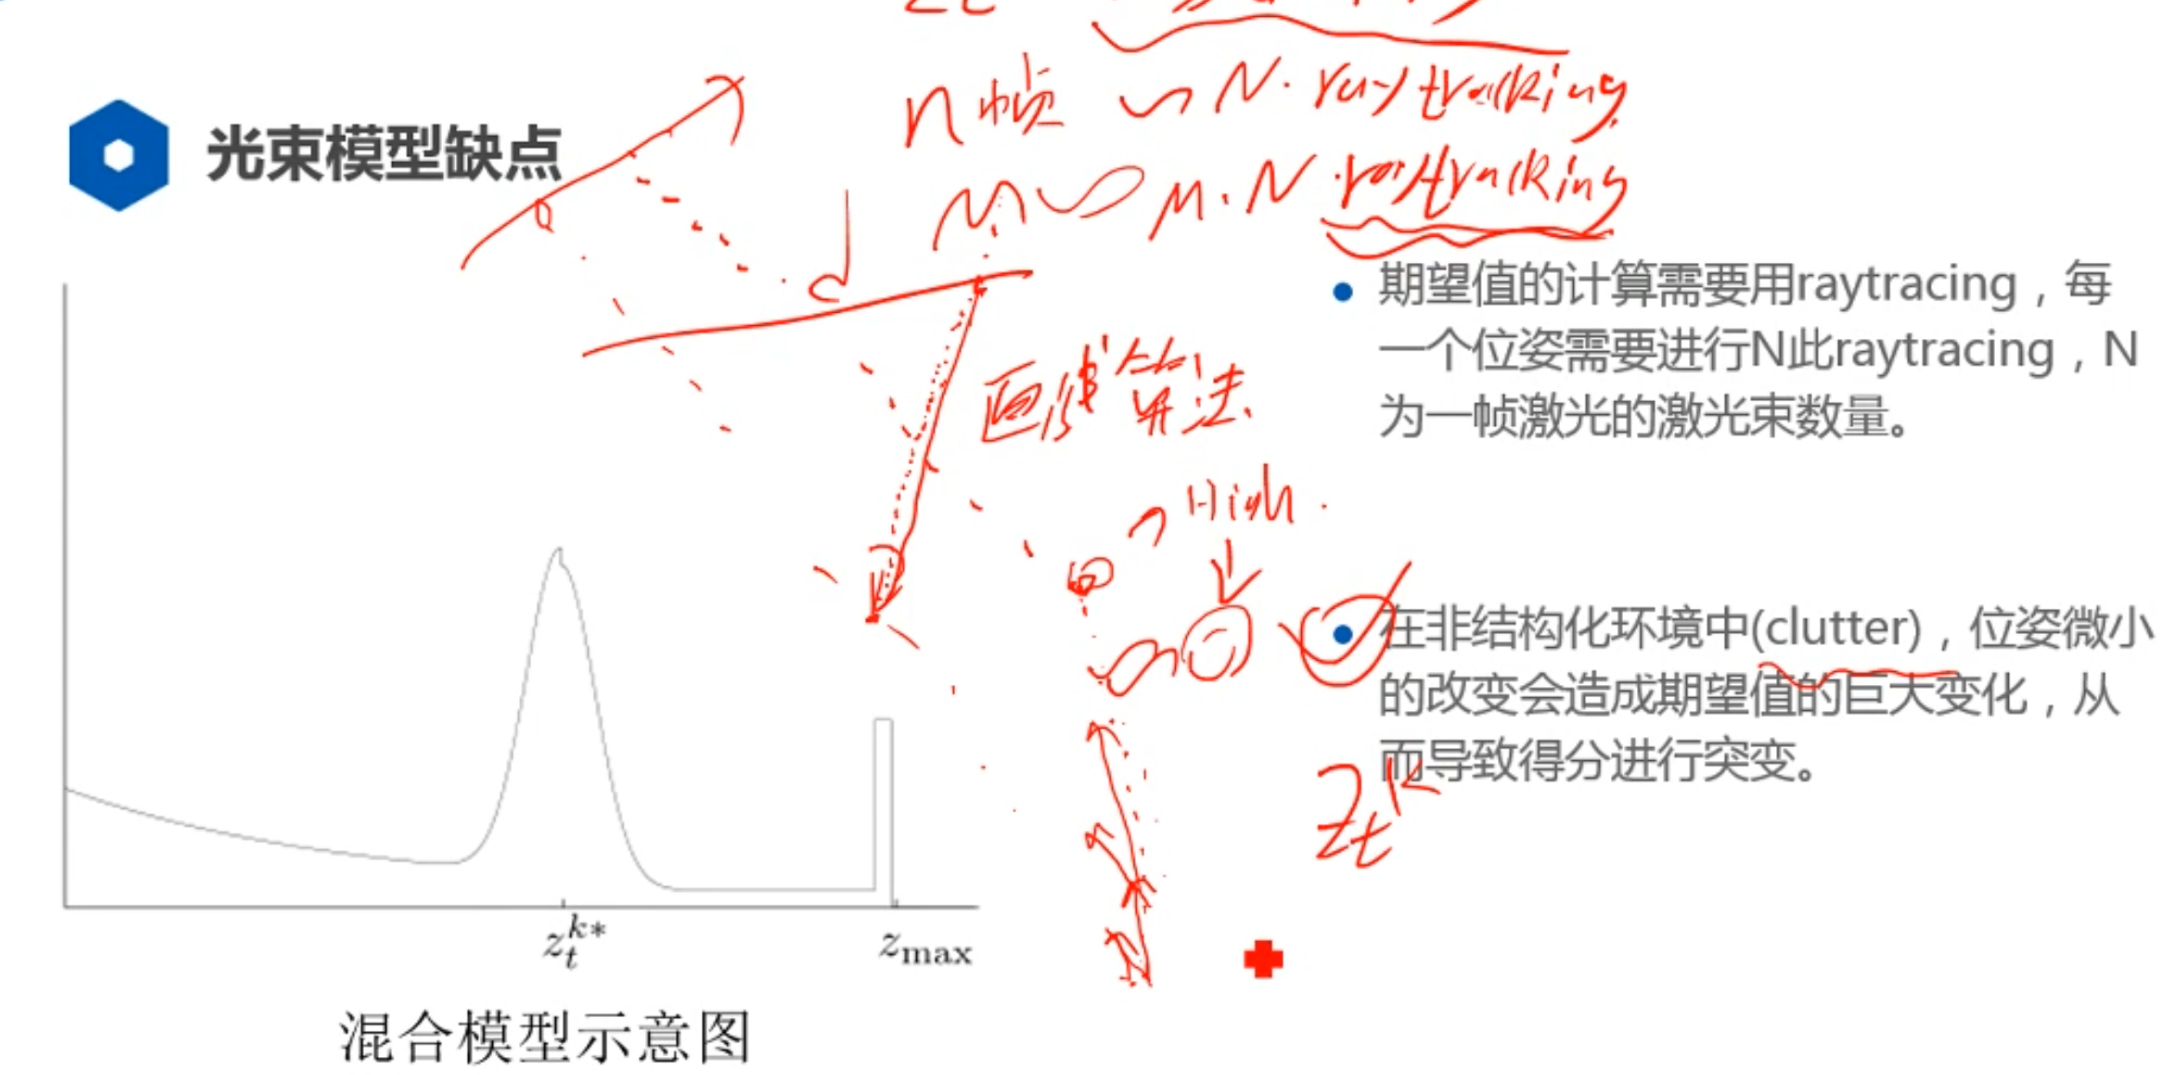 n帧 N·raytracking
光束模型缺点
M M·N·raytracking
期望值的计算需要用raytracing，每
一个位姿需要进行N此raytracing，N
为一帧激光的激光束数量。
画线算法
High
在非结构化环境中(clutter)，位姿微小
的改变会造成期望值的巨大变化，从
而导致得分进行突变。
z_t^k
z_t^{k*}
z_max
混合模型示意图